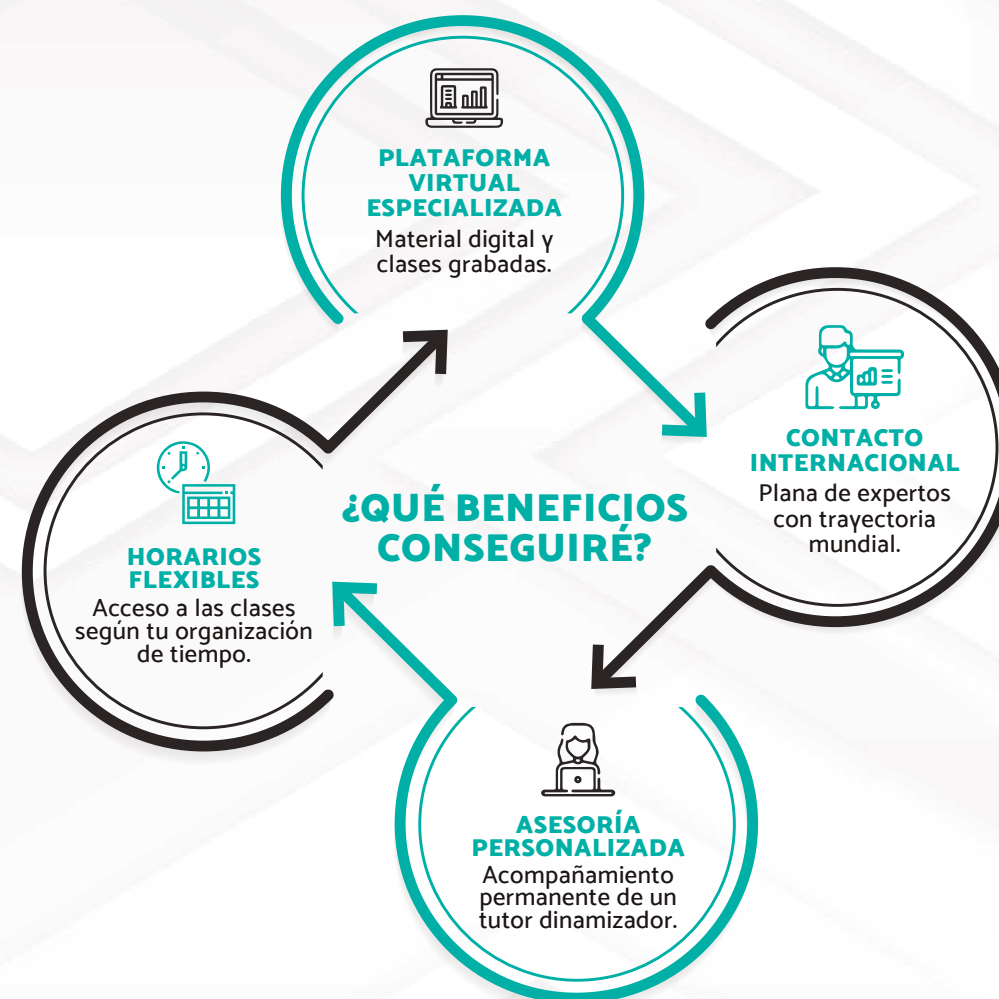 PLATAFORMA
VIRTUAL
ESPECIALIZADA
Material digital y
clases grabadas.
CONTACTO
INTERNACIONAL
Plana de expertos
con trayectoria
mundial.
¿QUÉ BENEFICIOS
CONSEGUIRÉ?
HORARIOS
FLEXIBLES
Acceso a las clases
según tu organización
de tiempo.
ASESORÍA
PERSONALIZADA
Acompañamiento
permanente de un
tutor dinamizador.